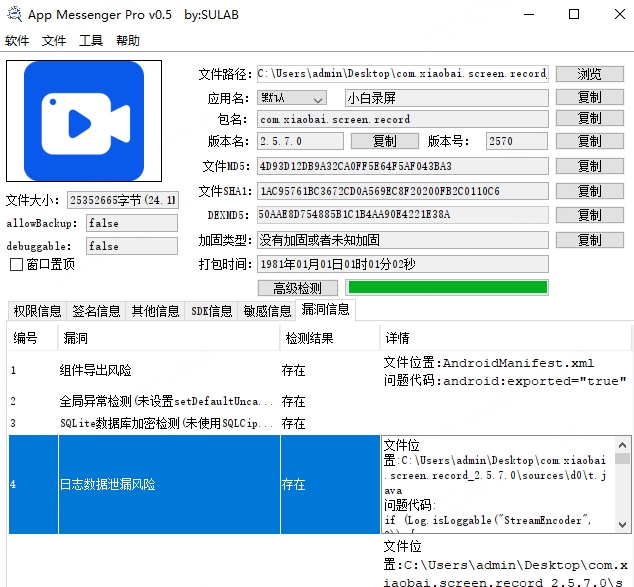 App Messenger Pro v0.5 by:SULAB
软件 文件 工具 帮助
文件路径: C:\Users\admin\Desktop\com.xiaobai.screen.record_ 浏览
应用名: 默认 小白录屏 复制
包名: com.xiaobai.screen.record 复制
版本名: 2.5.7.0 复制 版本号: 2570 复制
文件MD5: 4D93D12DB9A32CA0FF5E64F5AF043BA3 复制
文件大小: 25352665字节(24.1
文件SHA1: 1AC95761BC3672CD0A569EC8F20200FB2C0110C6 复制
allowBackup: false
DEXMD5: 50AAE8D754885B1C1B4AA90E4221E38A 复制
debuggable: false
加固类型: 没有加固或者未知加固 复制
窗口置顶
打包时间: 1981年01月01日01时01分02秒
高级检测
权限信息 签名信息 其他信息 SDK信息 敏感信息 漏洞信息
编号 漏洞 检测结果 详情
1 组件导出风险 存在 文件位置:AndroidManifest.xml
问题代码:android:exported="true"
2 全局异常检测(未设置setDefaultUnca... 存在
3 SQLite数据库加密检测(未使用SQLCip... 存在
4 日志数据泄漏风险 存在
文件位
置:C:\Users\admin\Desktop\com.xiaobai
.screen.record_2.5.7.0\sources\d0\t.j
ava
问题代码:
if (Log.isLoggable("StreamEncoder",
文件位
置:C:\Users\admin\Desktop\com.x
iaobai.screen.record_2.5.7.0\s